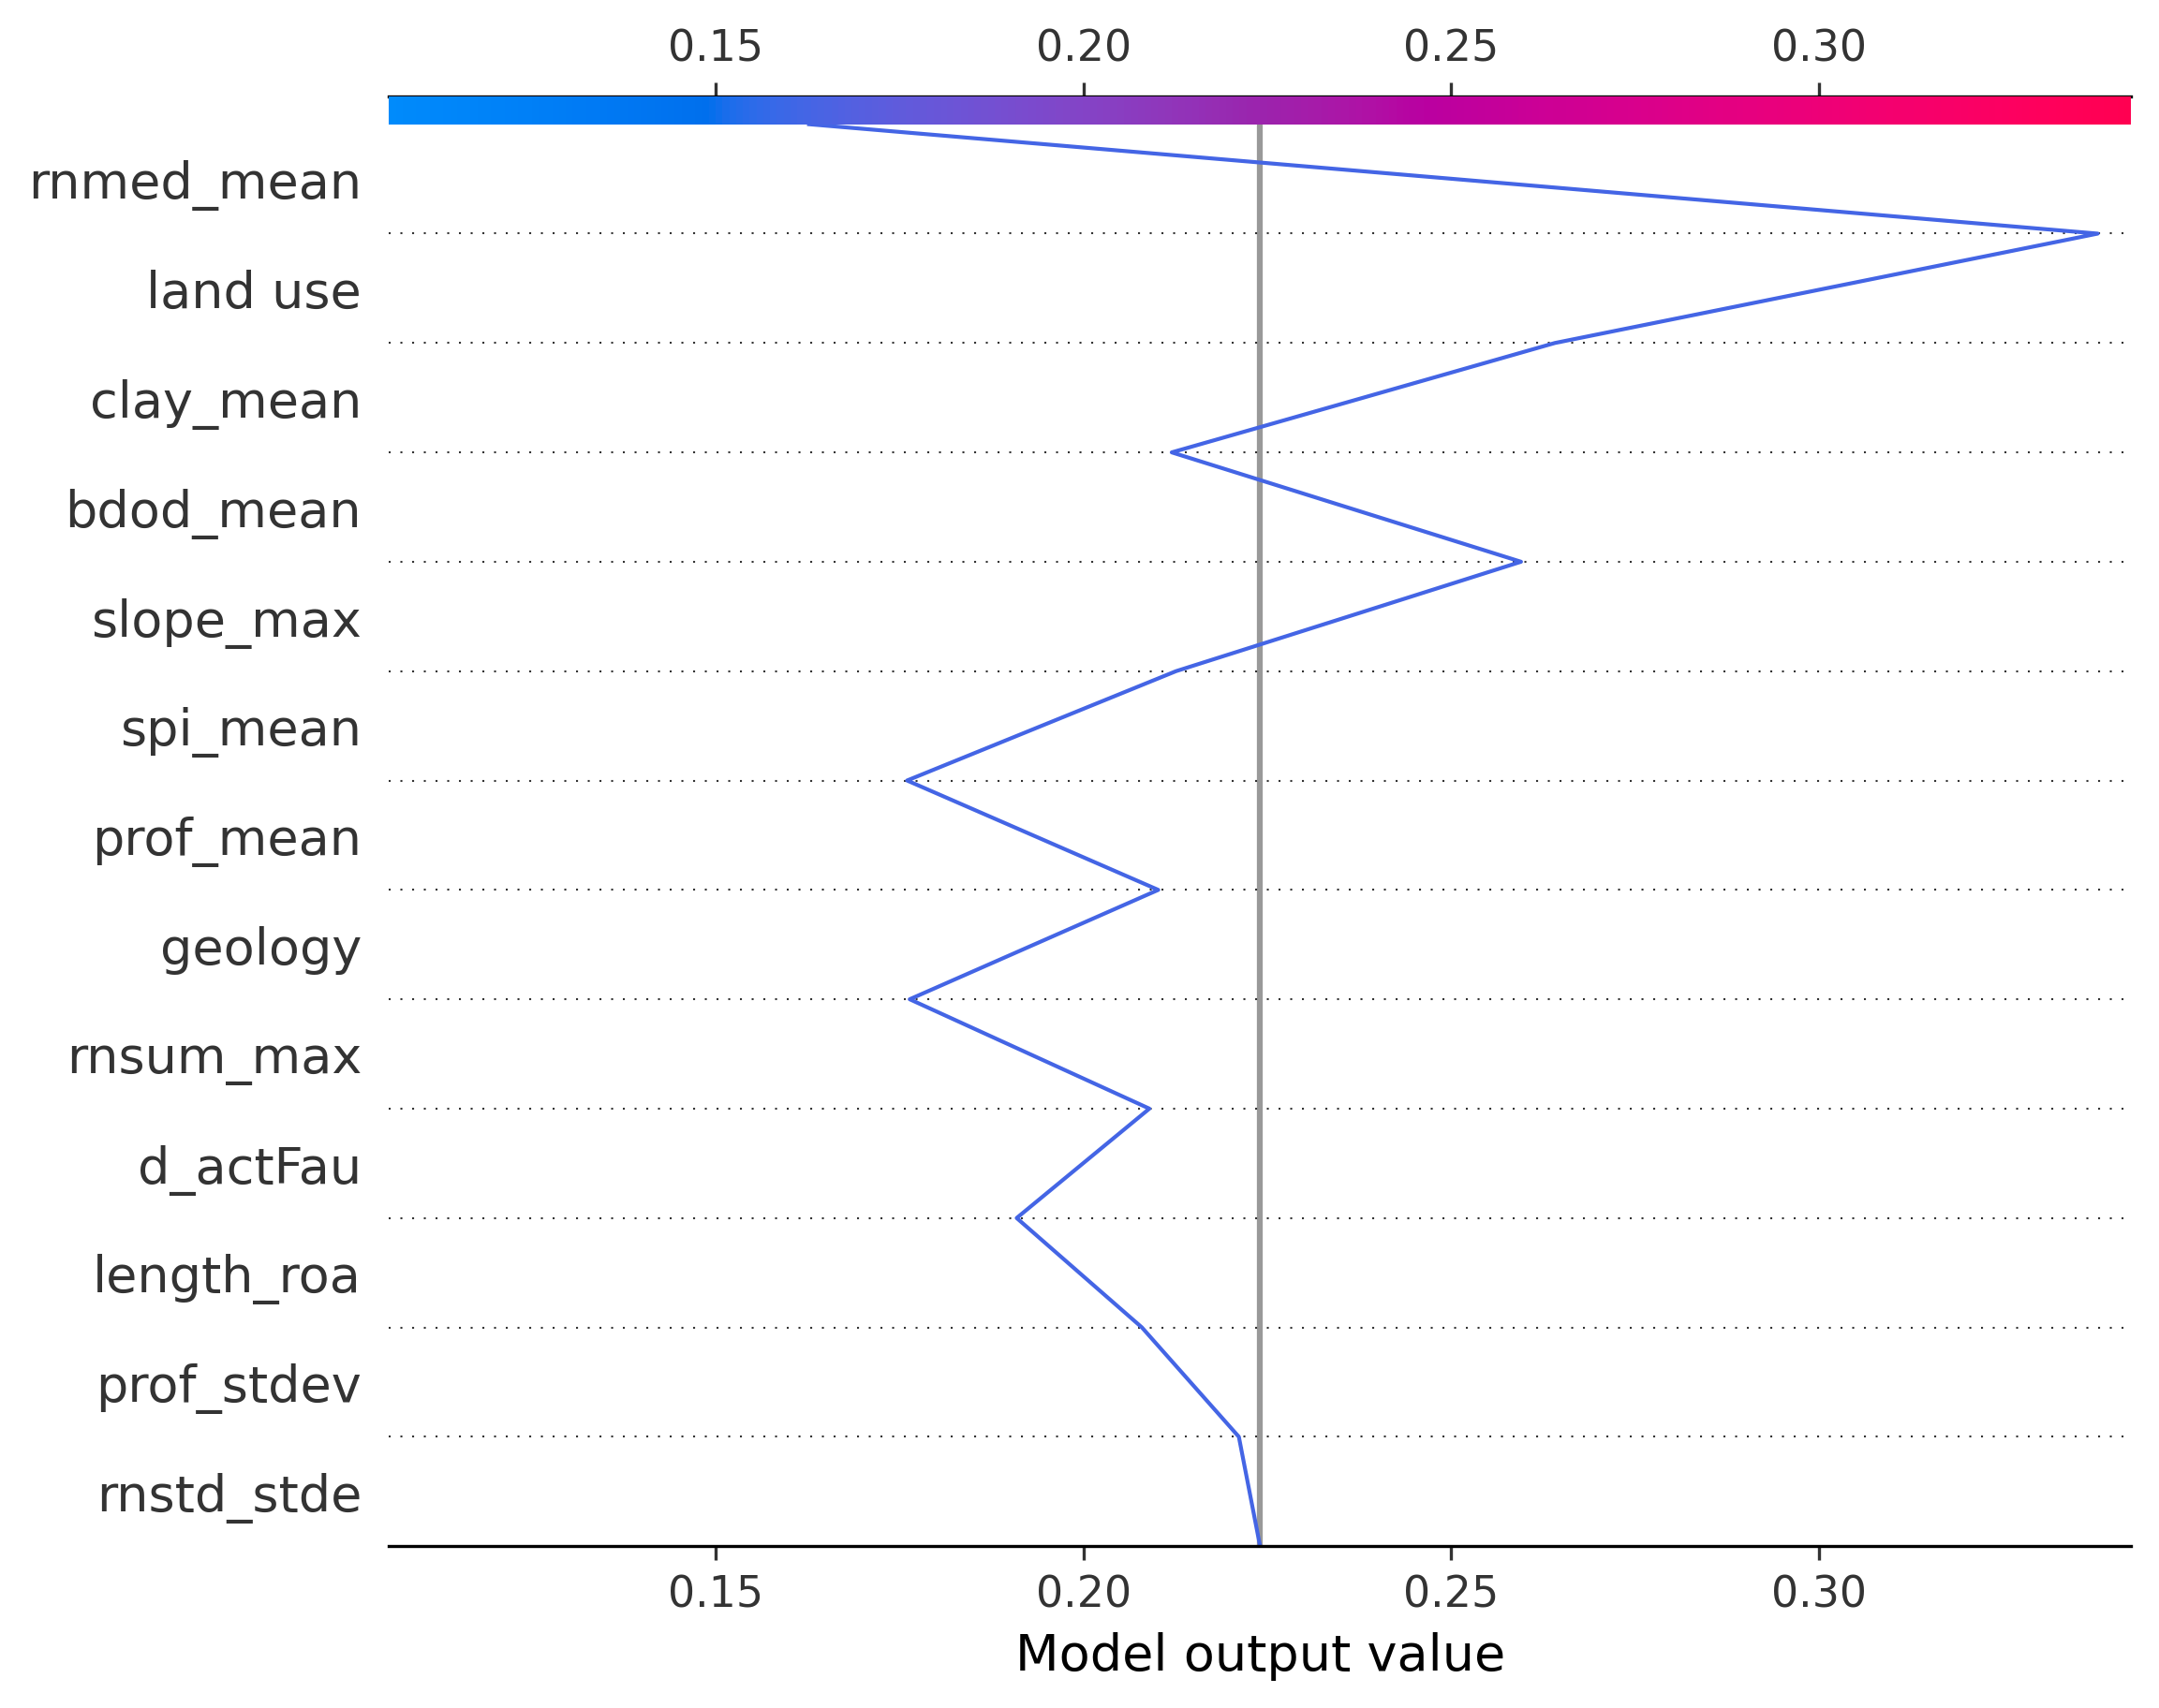 0.15 0.20 0.25 0.30
rnmed_mean
land use
clay_mean
bdod_mean
slope_max
spi_mean
prof_mean
geology
rnsum_max
d_actFau
length_roa
prof_stdev
rnstd_stde
0.15 0.20 0.25 0.30
Model output value